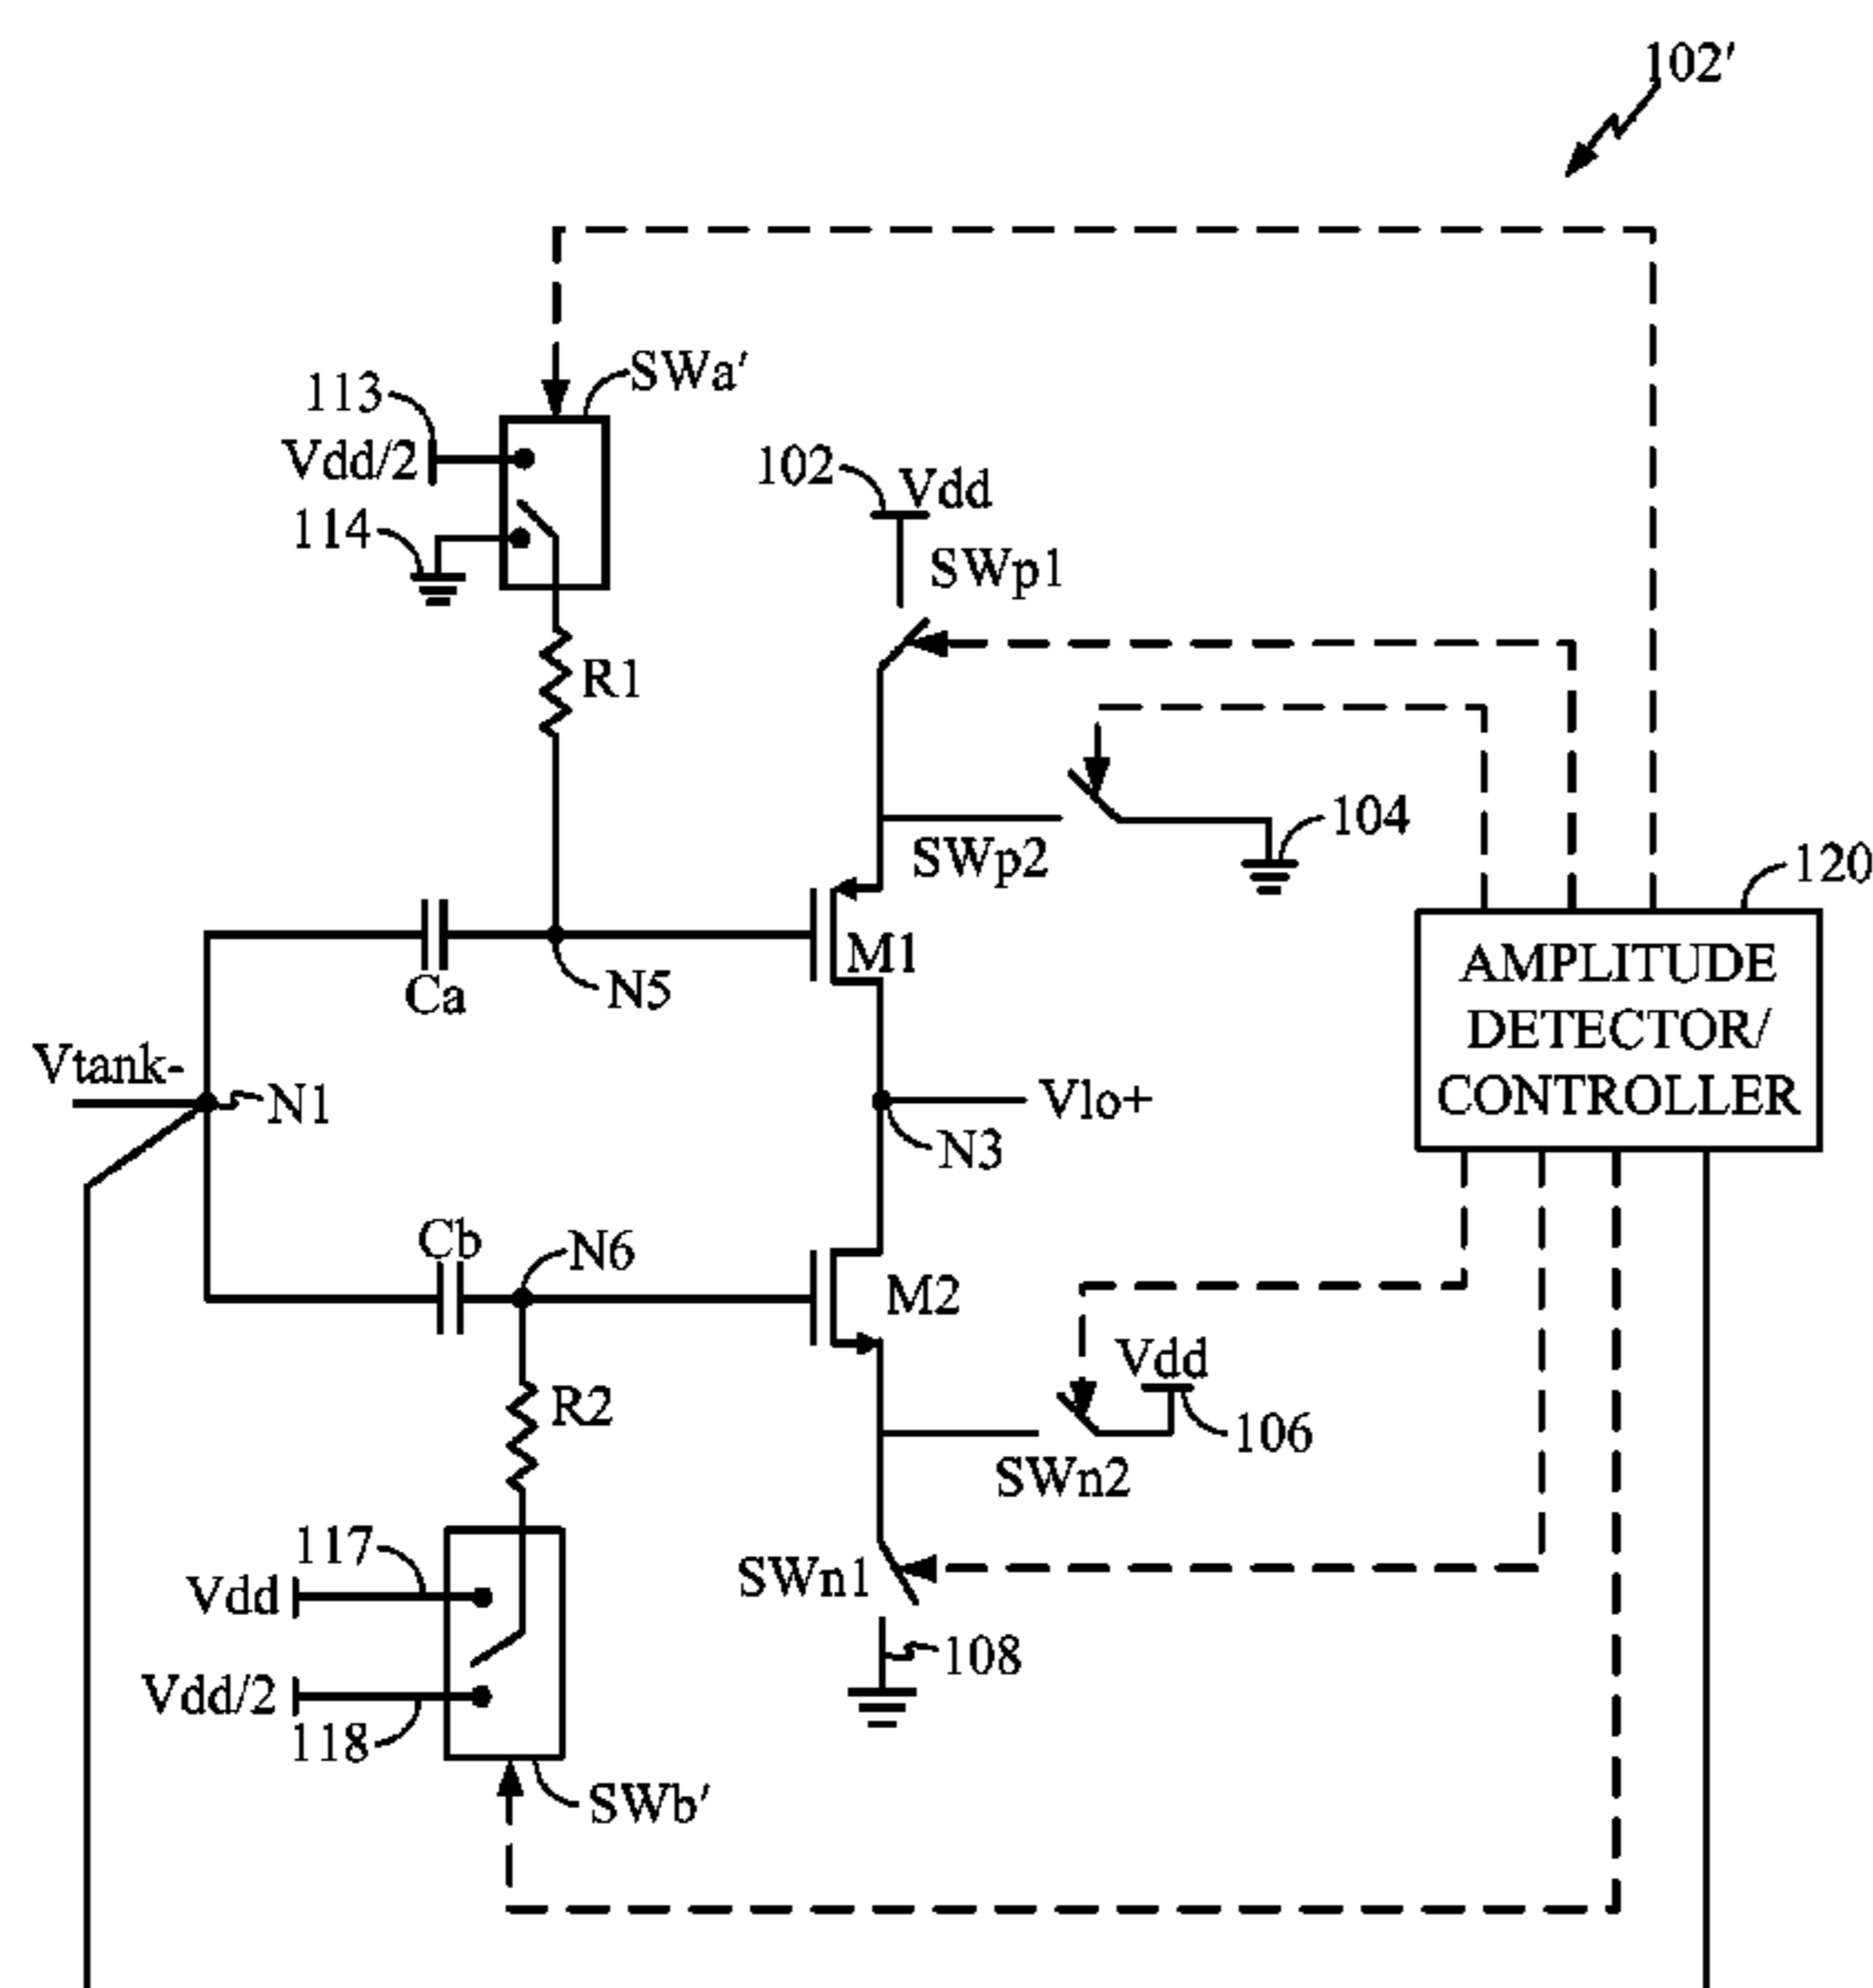 102'
SWa'
113
Vdd/2
102
Vdd
114
SWp1
R1
104
SWp2
120
M1
AMPLITUDE
DETECTOR/
CONTROLLER
N5
Ca
Vtank-
N1
Vlo+
N3
Cb
N6
M2
Vdd
R2
106
SWn2
117
SWn1
Vdd
108
Vdd/2
118
SWb'